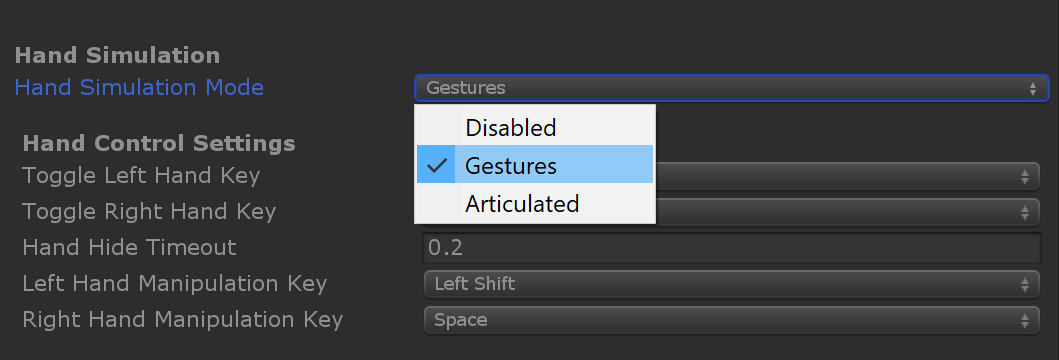 Hand Simulation
Hand Simulation Mode Gestures
Disabled
Gestures
Articulated
Hand Control Settings
Toggle Left Hand Key
Toggle Right Hand Key
Hand Hide Timeout 0.2
Left Hand Manipulation Key Left Shift
Right Hand Manipulation Key Space